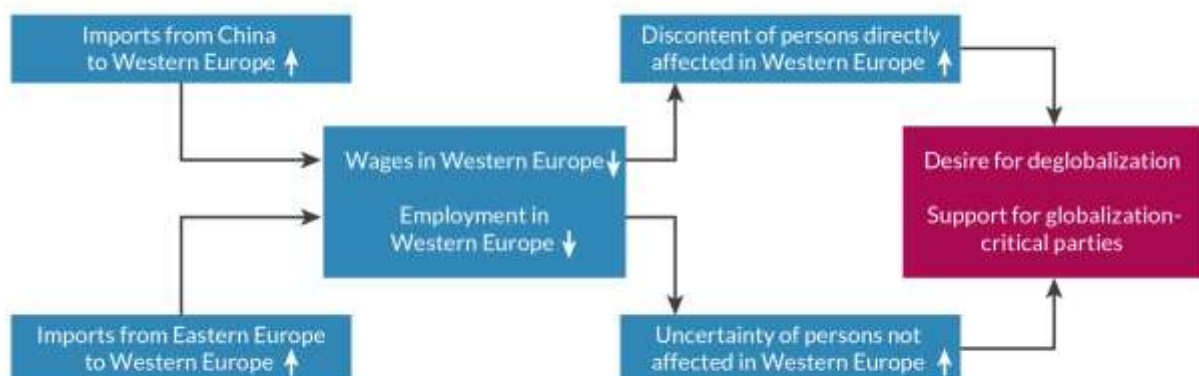 Imports from China
to Western Europe ↑
Discontent of persons directly
affected in Western Europe ↑
Wages in Western Europe ↓
Employment in
Western Europe ↓
Desire for deglobalization
Support for globalization-
critical parties
Imports from Eastern Europe
to Western Europe ↑
Uncertainty of persons not
affected in Western Europe ↑